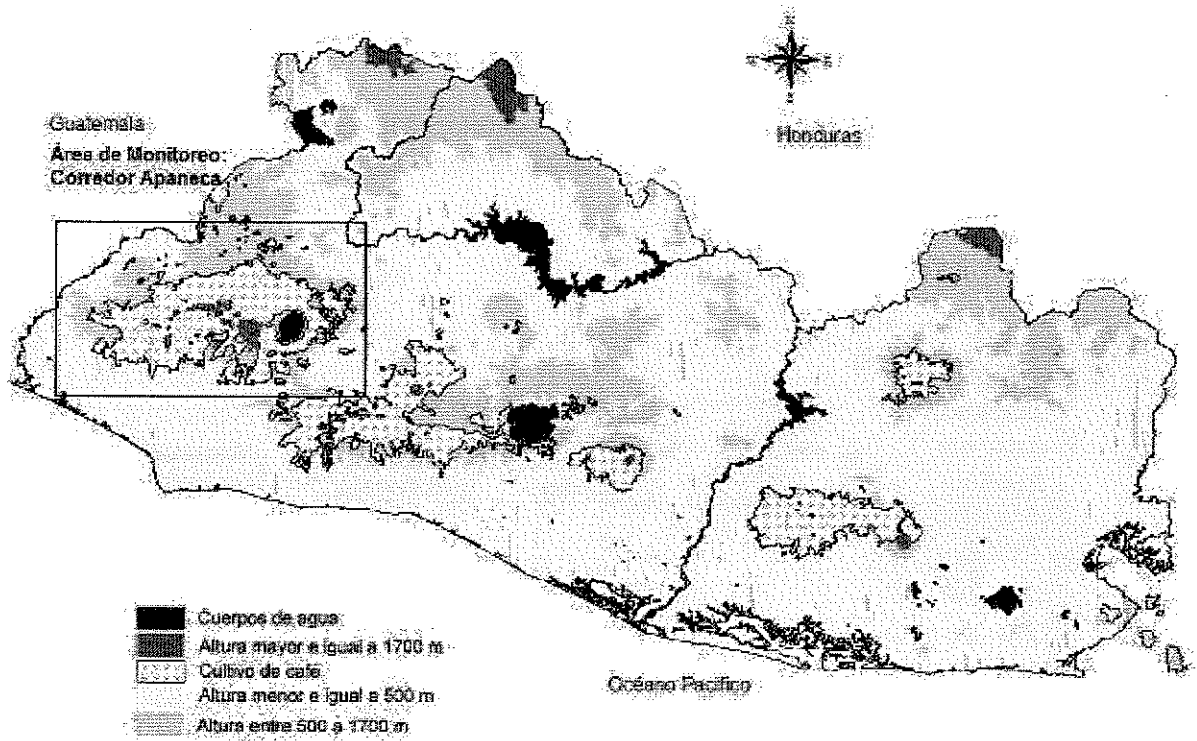 Guatemala
Área de Monitoreo:
Corredor Apaneca
Honduras
Cuerpos de agua
Altura mayor e igual a 1700 m
Cultivo de café
Altura menor e igual a 500 m
Altura entre 500 a 1700 m
Océano Pacifico